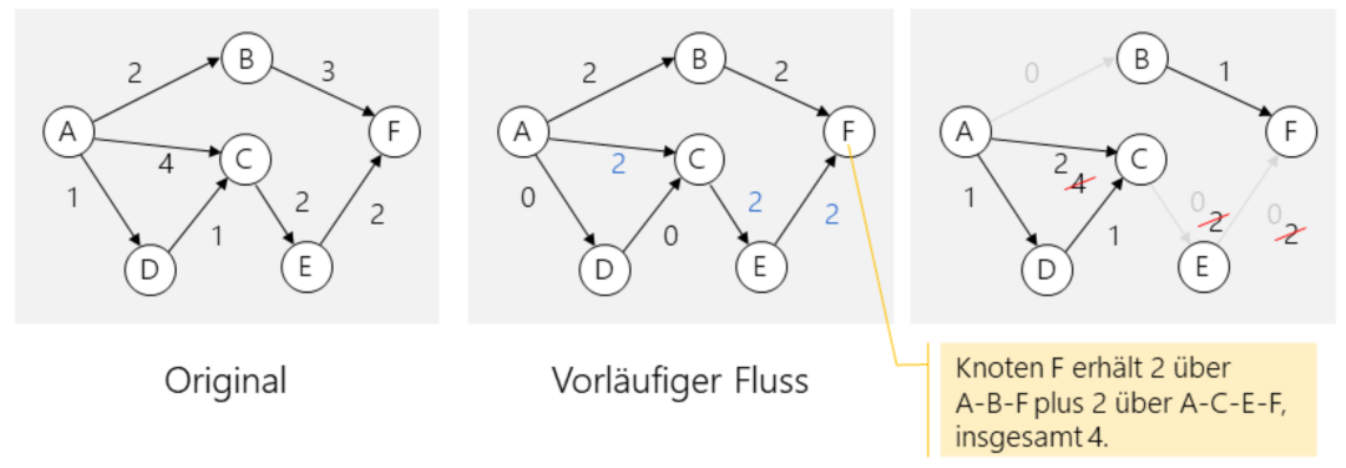 B
2
3
A
F
C
4
1
2
2
1
D
E
B
2
2
A
F
C
2
0
2
2
0
D
E
B
0
1
A
F
C
2
4
1
0
2
0
2
1
D
E
Original
Vorläufiger Fluss
Knoten F erhält 2 über
A-B-F plus 2 über A-C-E-F,
insgesamt 4.